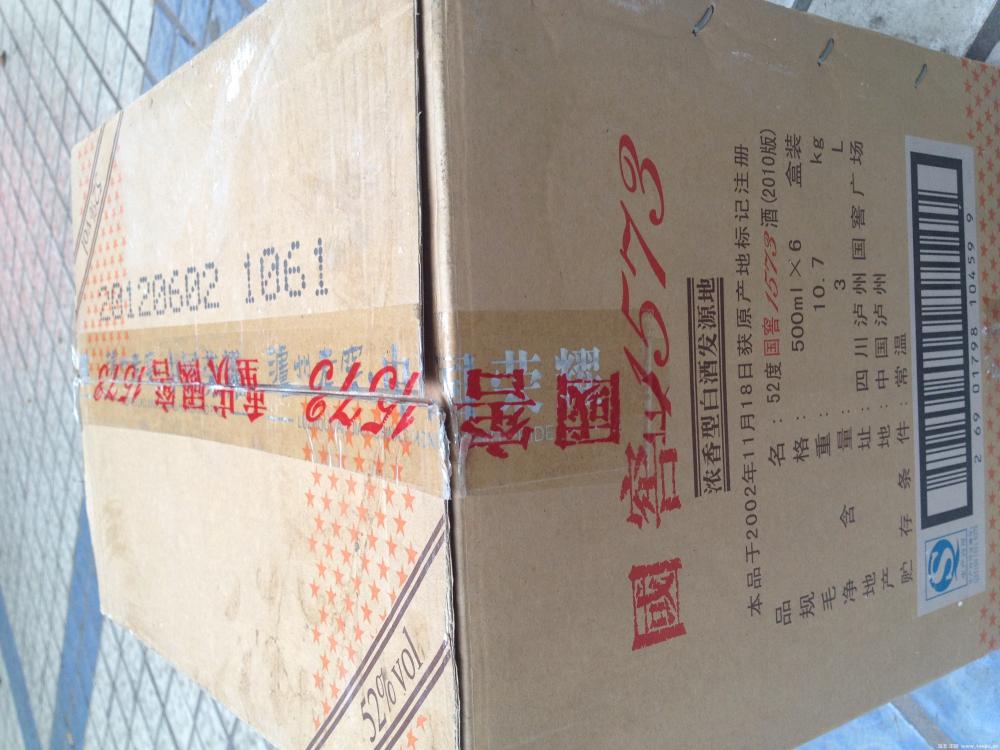 國窖1573
浓香型白酒发源地
本品于2002年11月18日获原产地标记注册
品名：52度国窖1573酒(2010版)
规格：500ml×6 盒装
毛重：10.7 kg
净含量：3 L
地址：四川泸州国窖广场
产地：中国泸州
贮存条件：常温
2 69 01798 10459 9
20120602 1061
1573
1573
1573
國
52% vol